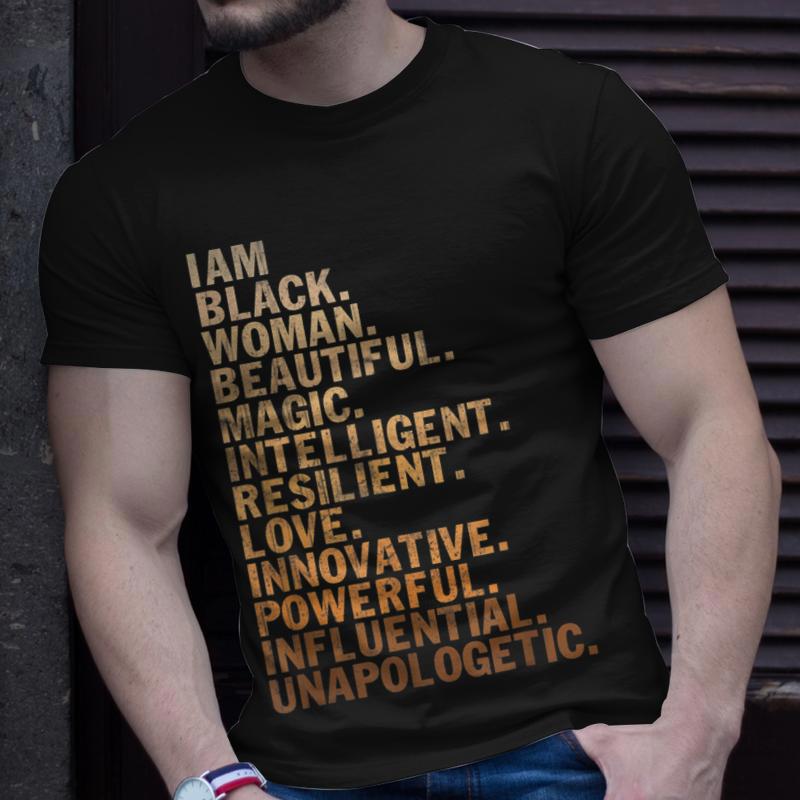 I AM
BLACK.
WOMAN.
BEAUTIFUL.
MAGIC.
INTELLIGENT.
RESILIENT.
LOVE.
INNOVATIVE.
POWERFUL.
INFLUENTIAL.
UNAPOLOGETIC.